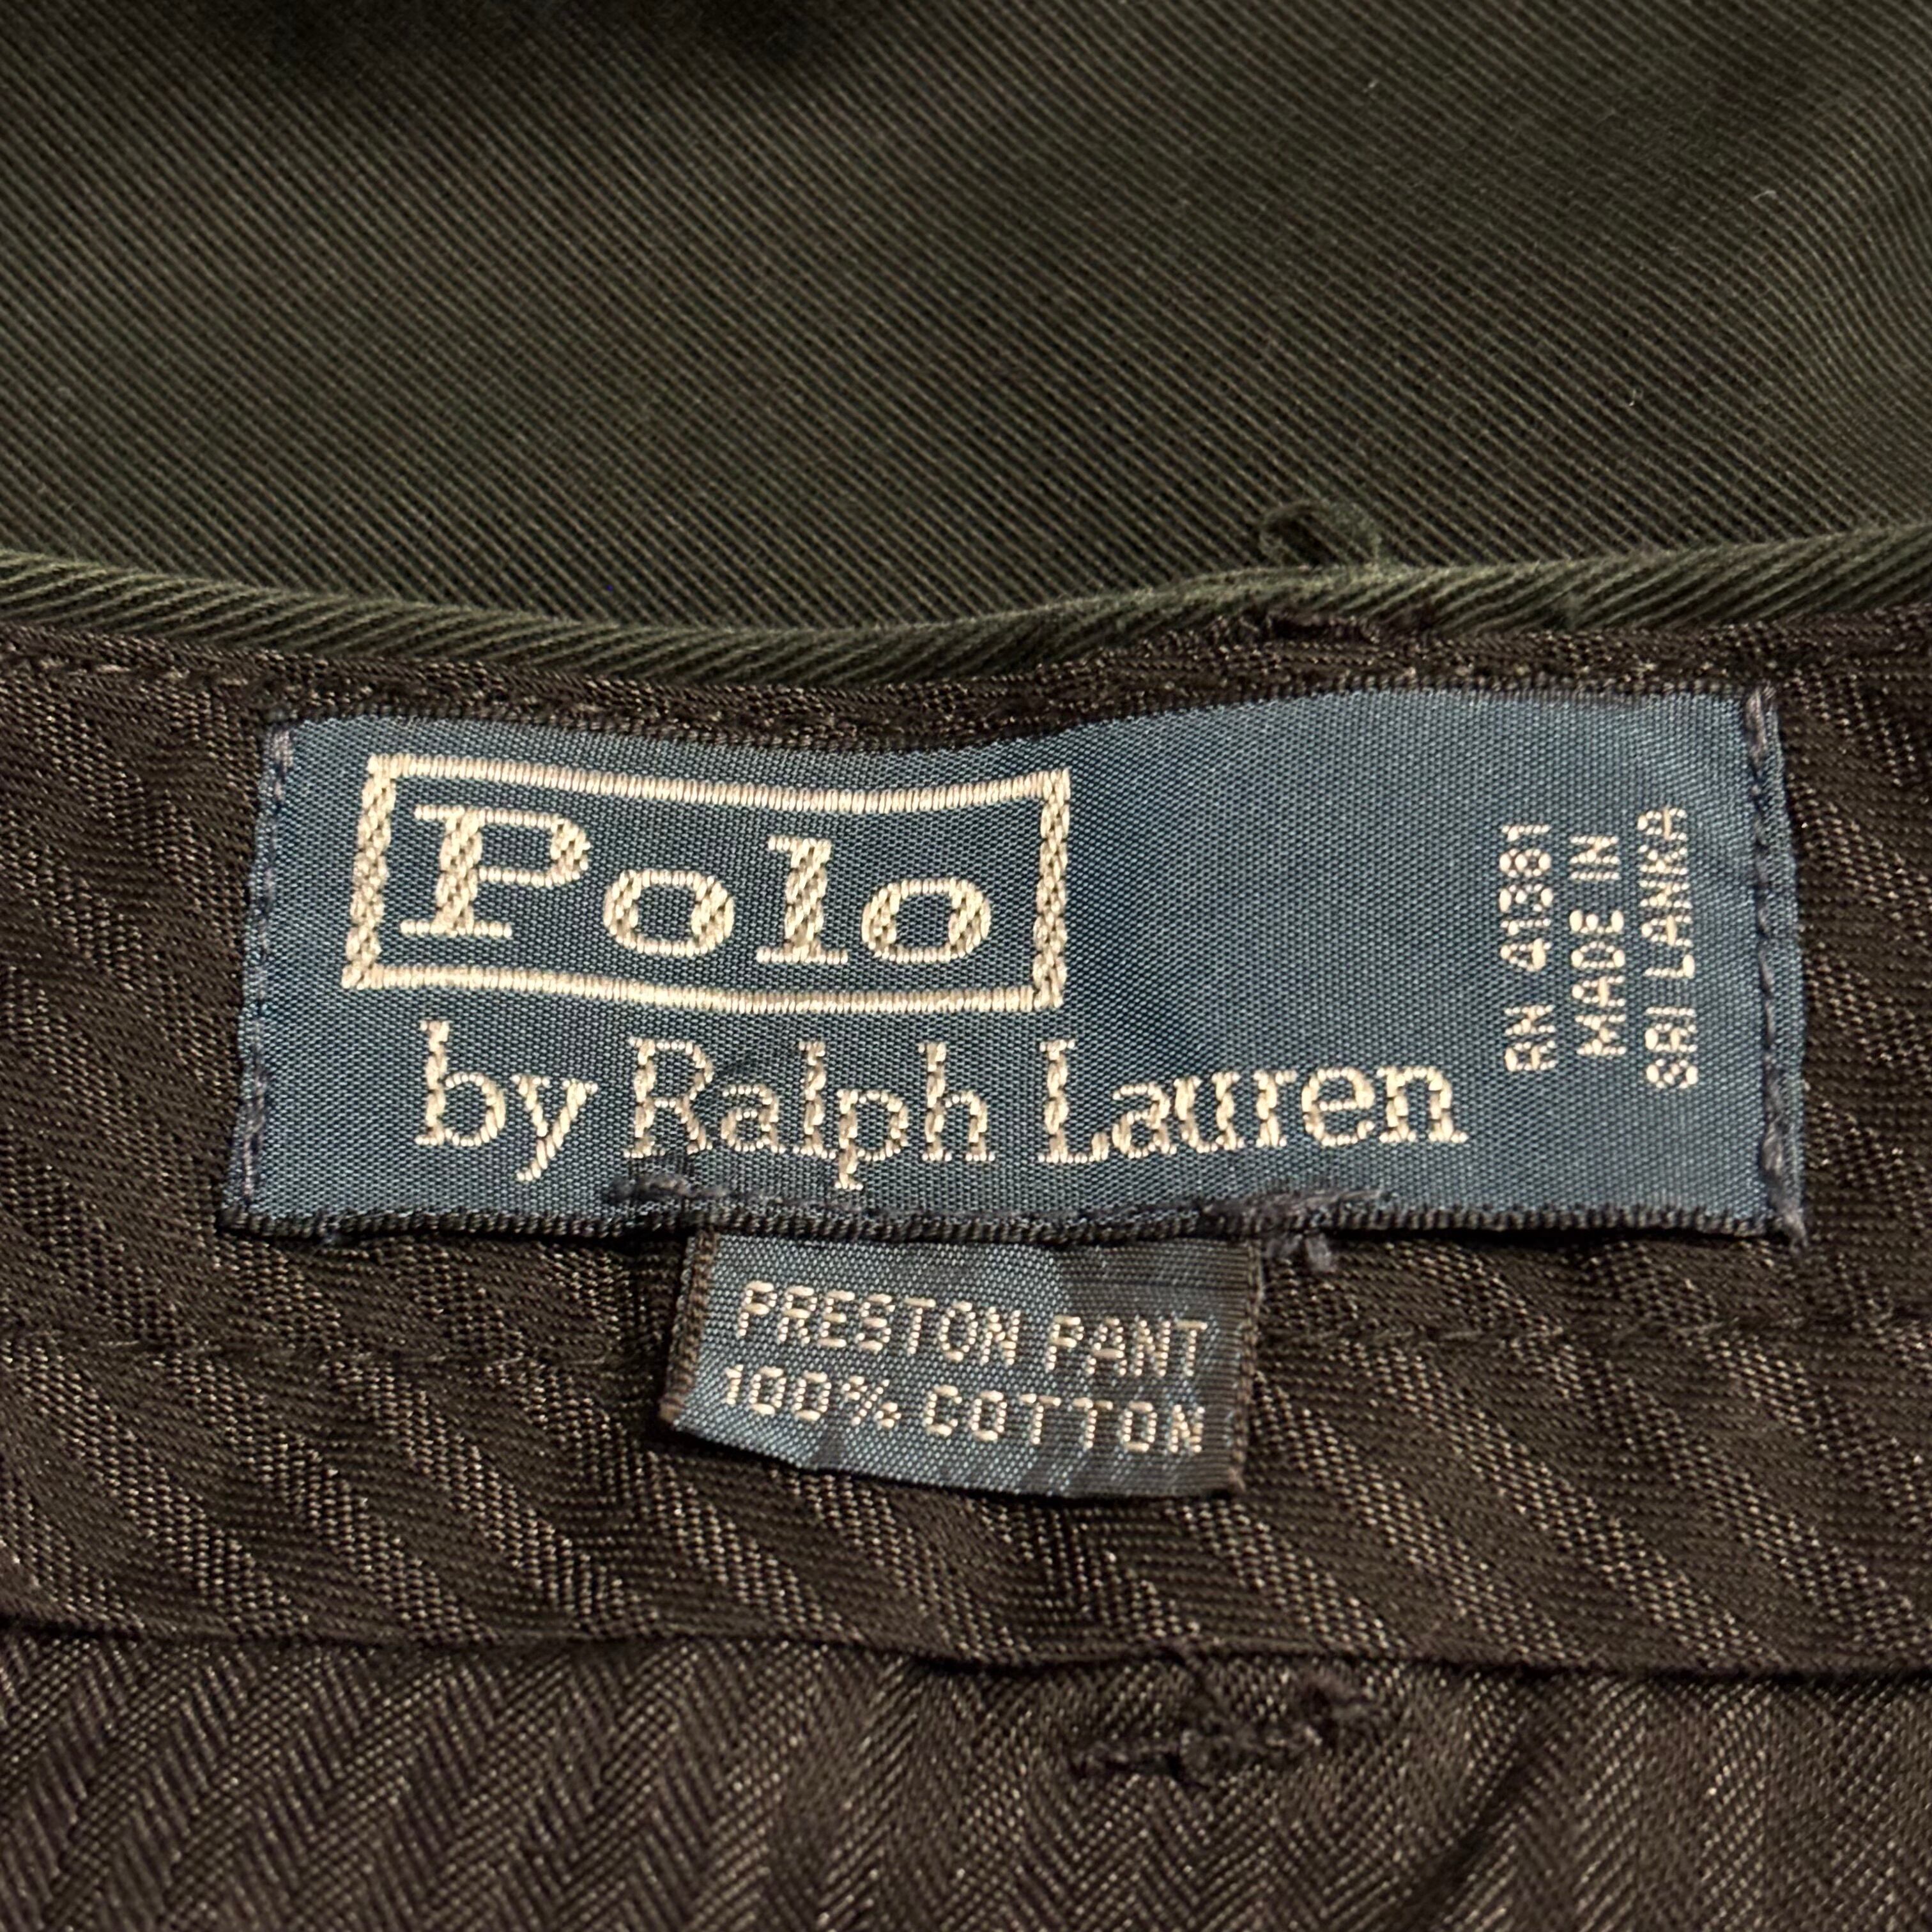 Polo
by Ralph Lauren
RN 41381
MADE IN
SRI LANKA
PRESTON PANT
100% COTTON